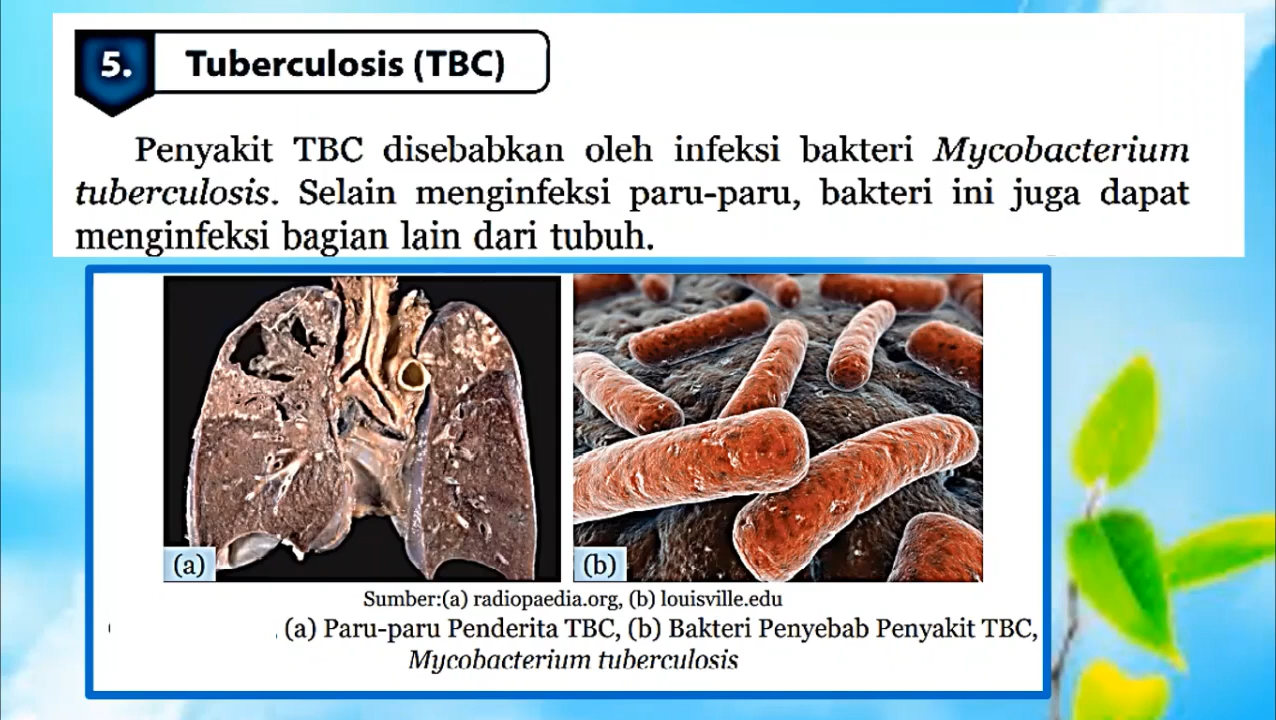 5. Tuberculosis (TBC)
Penyakit TBC disebabkan oleh infeksi bakteri Mycobacterium
tuberculosis. Selain menginfeksi paru-paru, bakteri ini juga dapat
menginfeksi bagian lain dari tubuh.
(a) (b)
Sumber:(a) radiopaedia.org, (b) louisville.edu
(a) Paru-paru Penderita TBC, (b) Bakteri Penyebab Penyakit TBC,
Mycobacterium tuberculosis